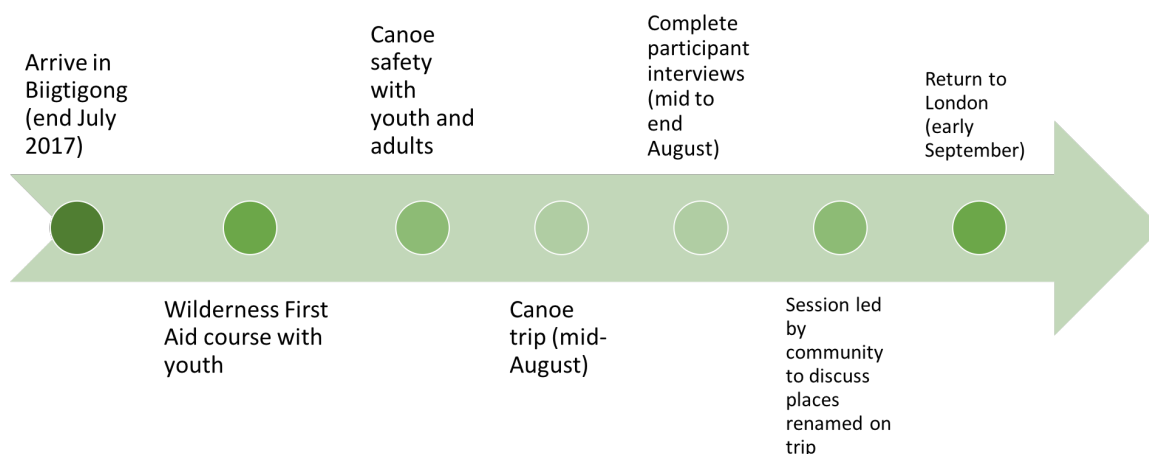 Arrive in
Biigtigong
(end July
2017)
Wilderness First
Aid course with
youth
Canoe
safety
with
youth and
adults
Canoe
trip (mid-
August)
Complete
participant
interviews
(mid to
end
August)
Session led
by
community
to discuss
places
renamed on
trip
Return to
London
(early
September)